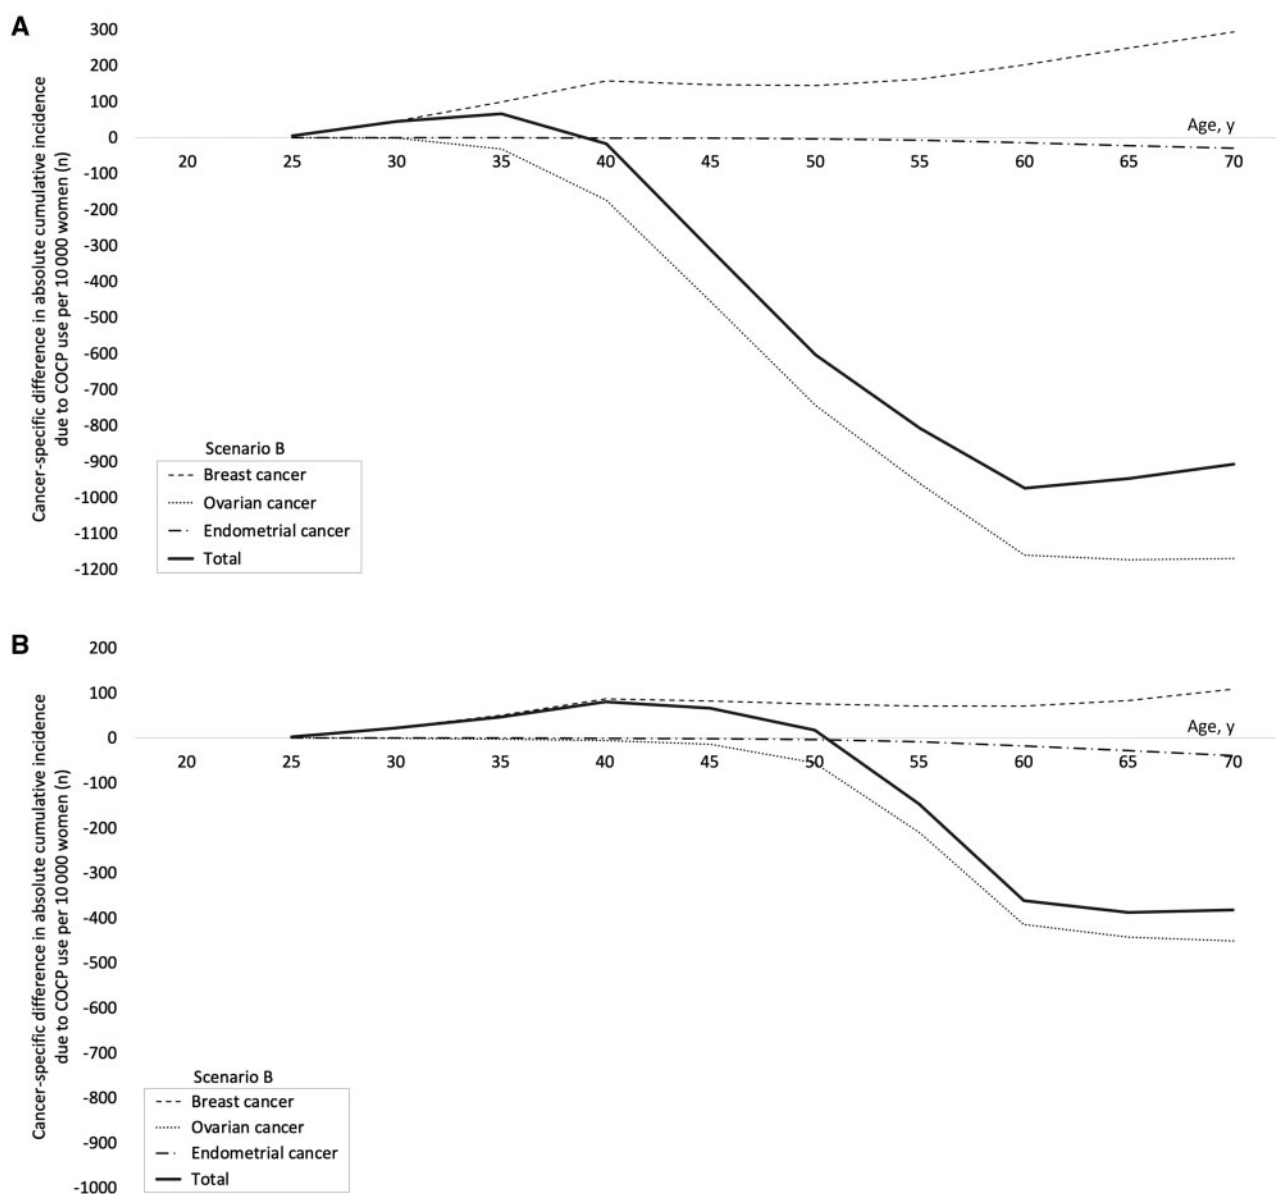 A
300
200
100
0
-100
-200
-300
-400
-500
-600
-700
-800
-900
-1000
-1100
-1200
Cancer-specific difference in absolute cumulative incidence
due to COCP use per 10 000 women (n)
Age, y
20 25 30 35 40 45 50 55 60 65 70
Scenario B
Breast cancer
Ovarian cancer
Endometrial cancer
Total
B
200
100
0
-100
-200
-300
-400
-500
-600
-700
-800
-900
-1000
Cancer-specific difference in absolute cumulative incidence
due to COCP use per 10 000 women (n)
Age, y
20 25 30 35 40 45 50 55 60 65 70
Scenario B
Breast cancer
Ovarian cancer
Endometrial cancer
Total